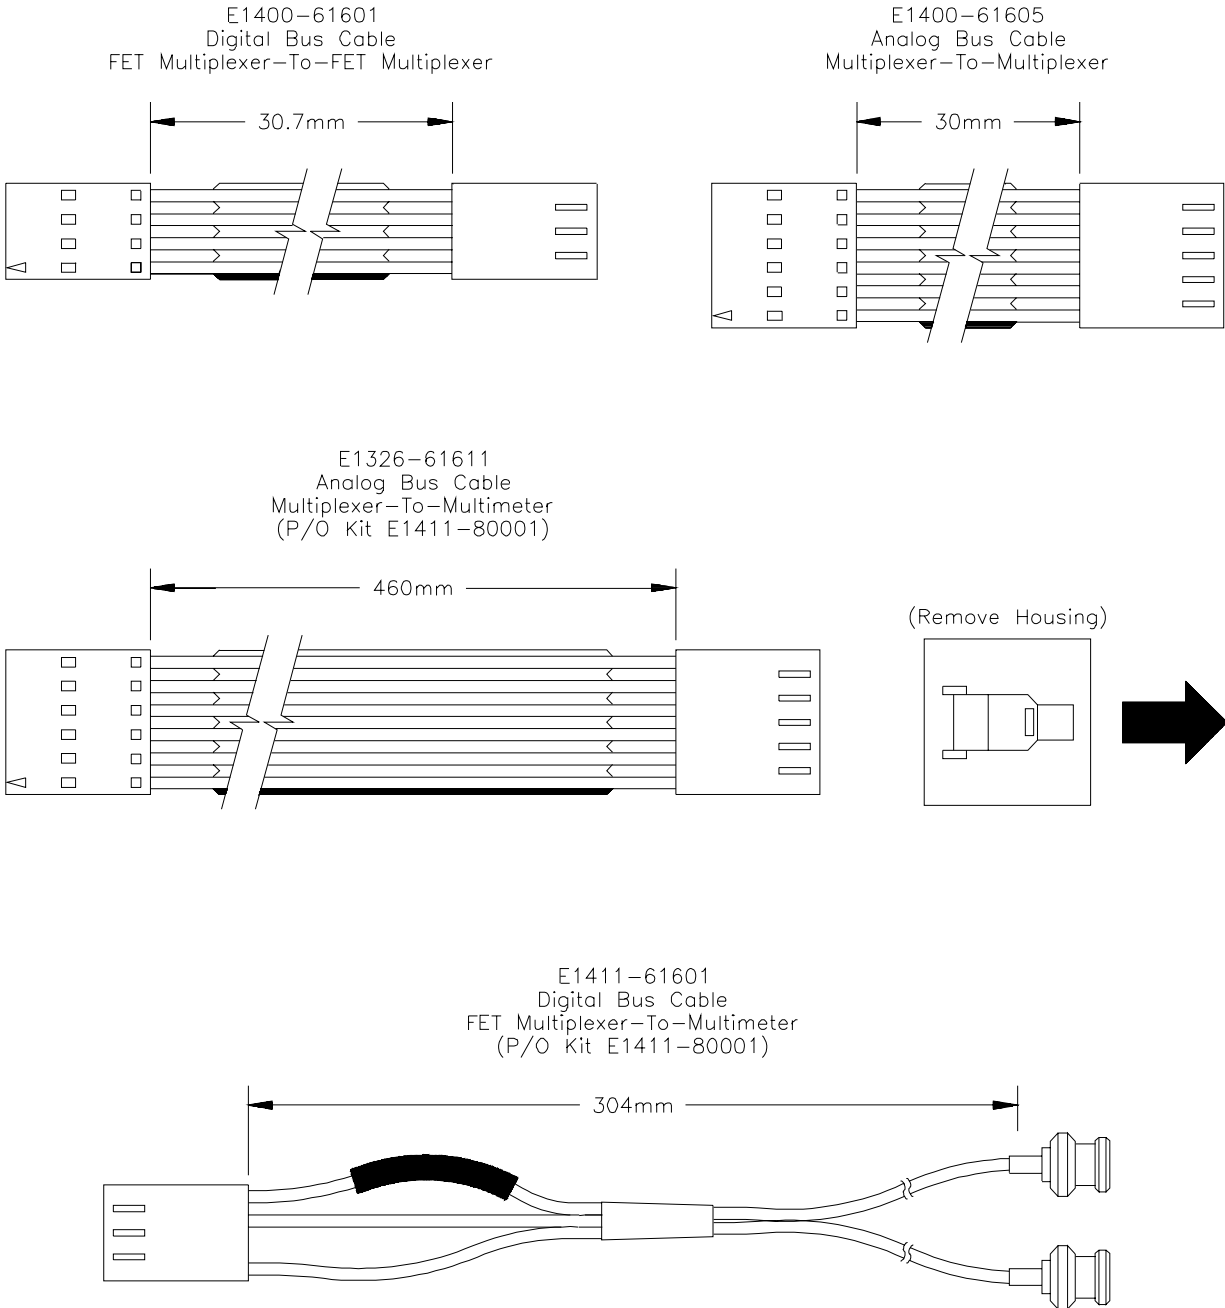 E1400-61601
Digital Bus Cable
FET Multiplexer-To-FET Multiplexer
30.7mm
E1400-61605
Analog Bus Cable
Multiplexer-To-Multiplexer
30mm
E1326-61611
Analog Bus Cable
Multiplexer-To-Multimeter
(P/O Kit E1411-80001)
460mm
(Remove Housing)
E1411-61601
Digital Bus Cable
FET Multiplexer-To-Multimeter
(P/O Kit E1411-80001)
304mm